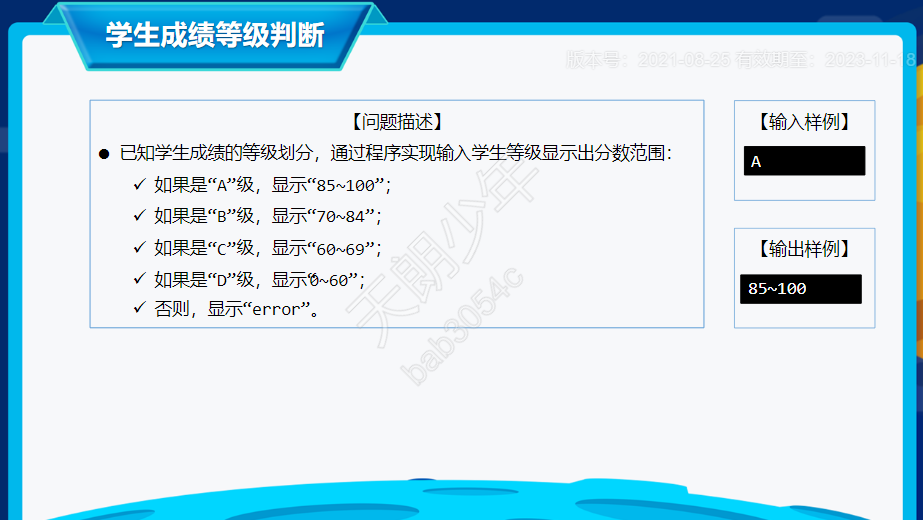 学生成绩等级判断
版本号：2021-08-25 有效期至：2023-11-18
【问题描述】
● 已知学生成绩的等级划分，通过程序实现输入学生等级显示出分数范围：
✓ 如果是“A”级，显示“85~100”；
✓ 如果是“B”级，显示“70~84”；
✓ 如果是“C”级，显示“60~69”；
✓ 如果是“D”级，显示“0~60”；
✓ 否则，显示“error”。
【输入样例】
A
【输出样例】
85~100
天朗少年
bab3054c